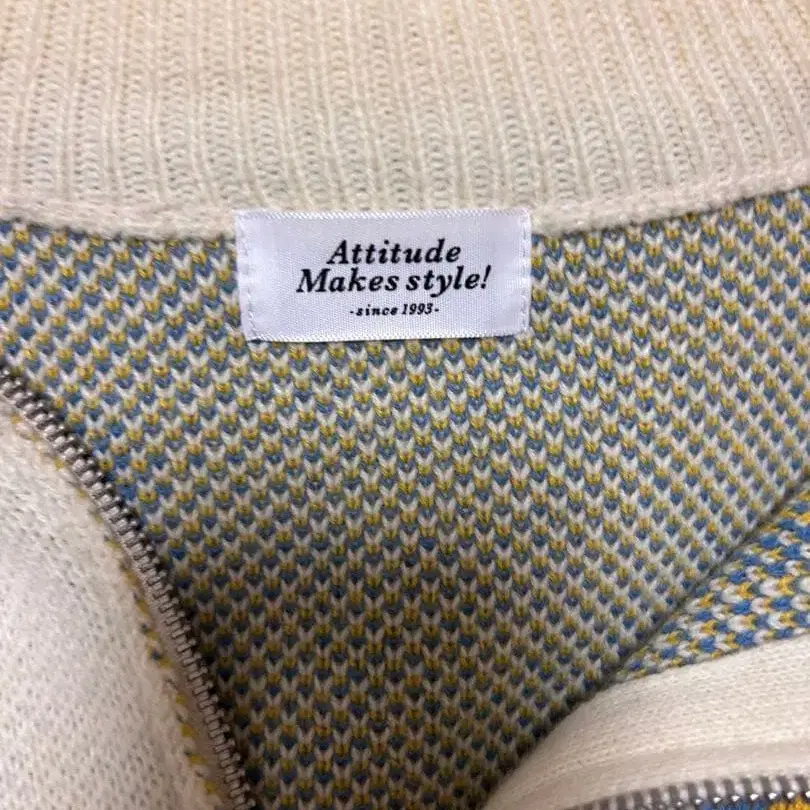 Attitude
Makes style!
-since 1993-